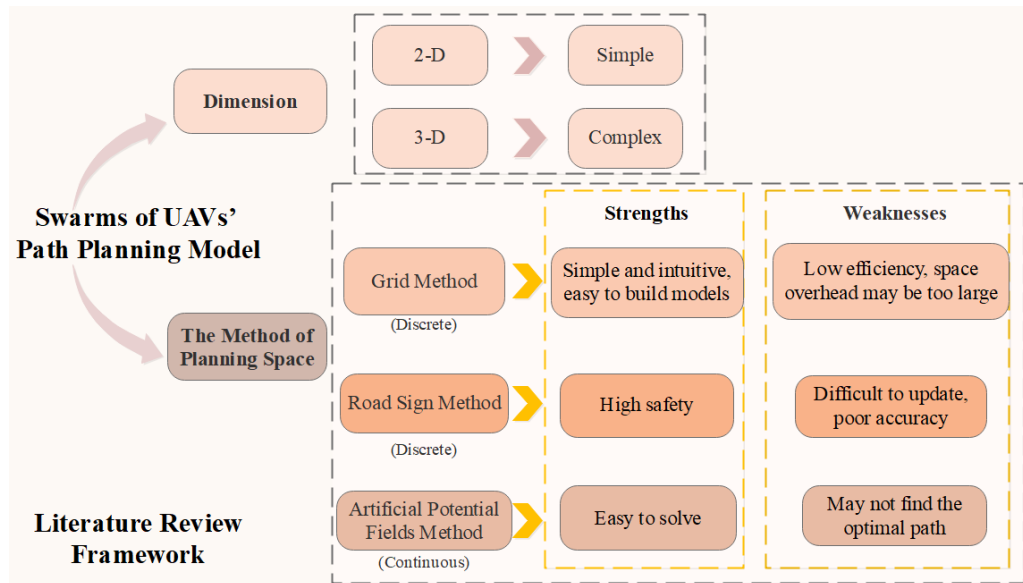 2-D
Simple
Dimension
3-D
Complex
Swarms of UAVs’
Path Planning Model
Strengths
Weaknesses
Grid Method
(Discrete)
Simple and intuitive,
easy to build models
Low efficiency, space
overhead may be too large
The Method of
Planning Space
Road Sign Method
(Discrete)
High safety
Difficult to update,
poor accuracy
Artificial Potential
Fields Method
(Continuous)
Easy to solve
May not find the
optimal path
Literature Review
Framework